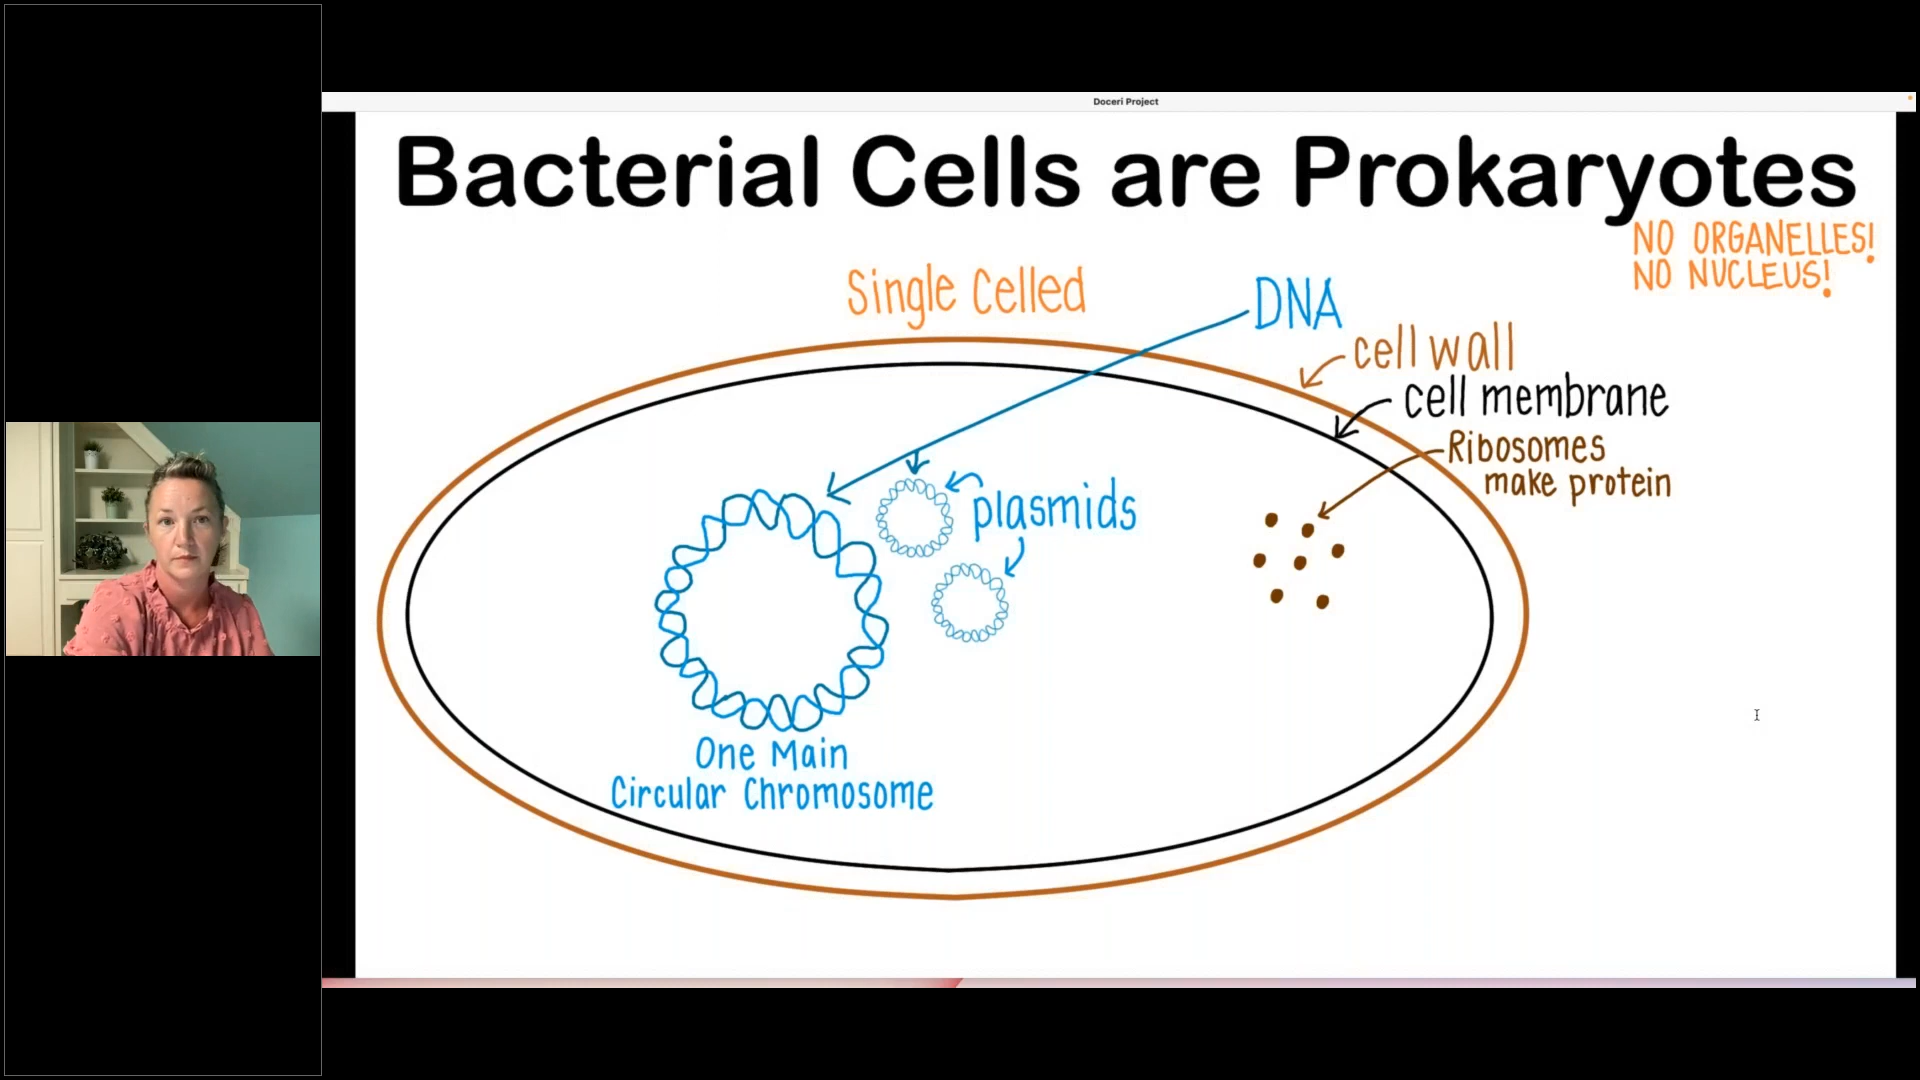 Doceri Project
Bacterial Cells are Prokaryotes
NO ORGANELLES!
NO NUCLEUS!
Single Celled
DNA
cell wall
cell membrane
Ribosomes
make protein
plasmids
One Main
Circular Chromosome